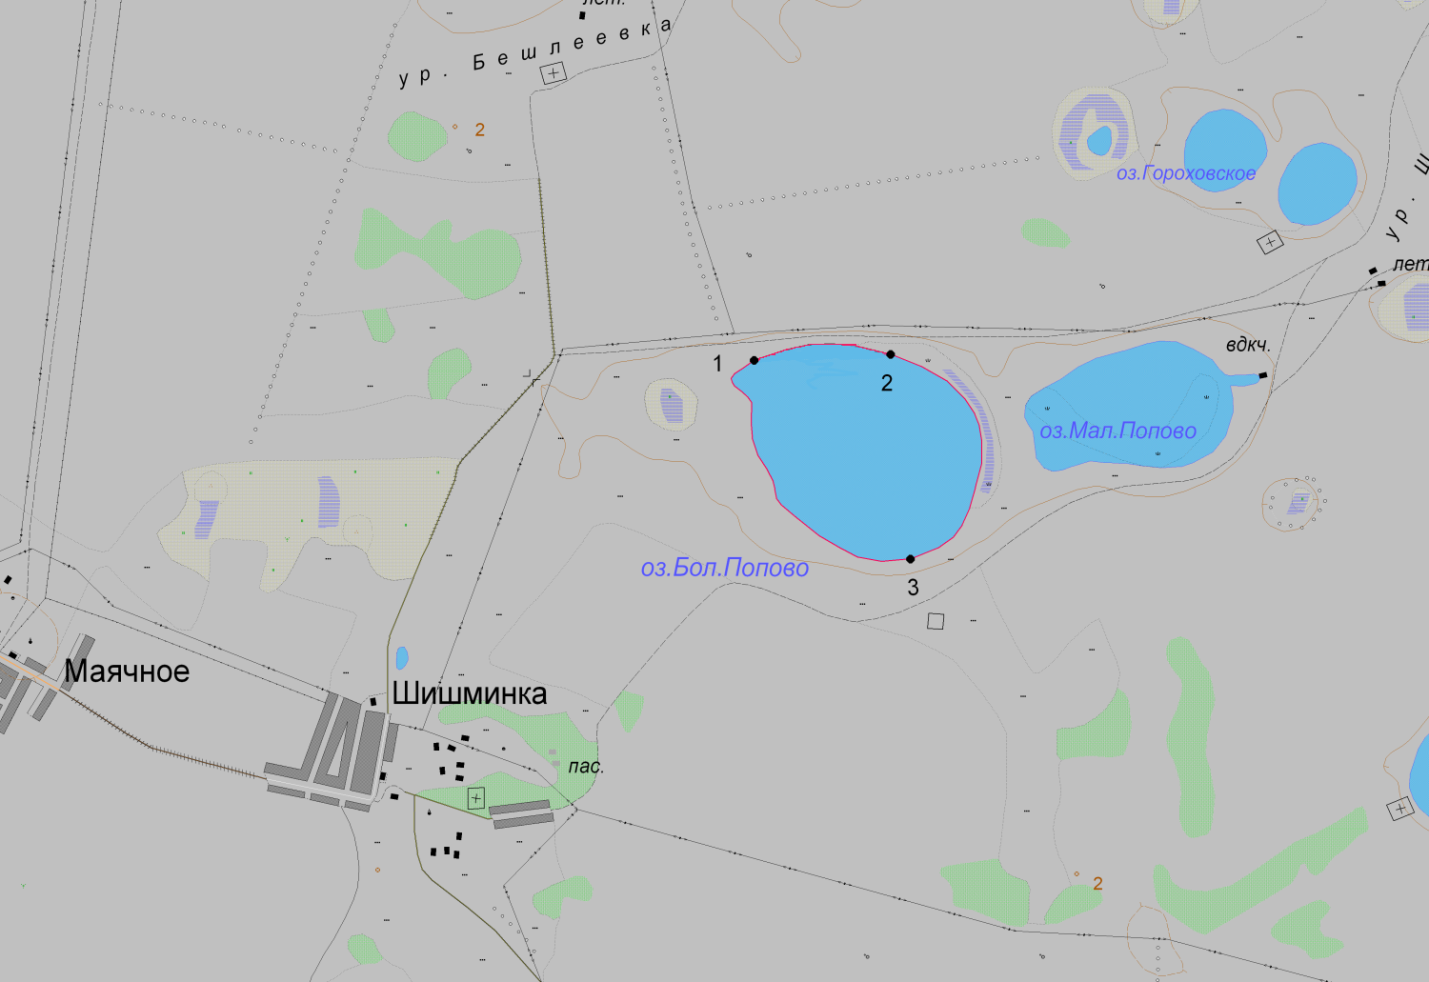 лет.
ур. Бешлеевка
2
оз.Гороховское
ур. Ш
лет
вдкч.
1
2
оз.Мал.Попово
оз.Бол.Попово
3
Маячное
Шишминка
пас.
2